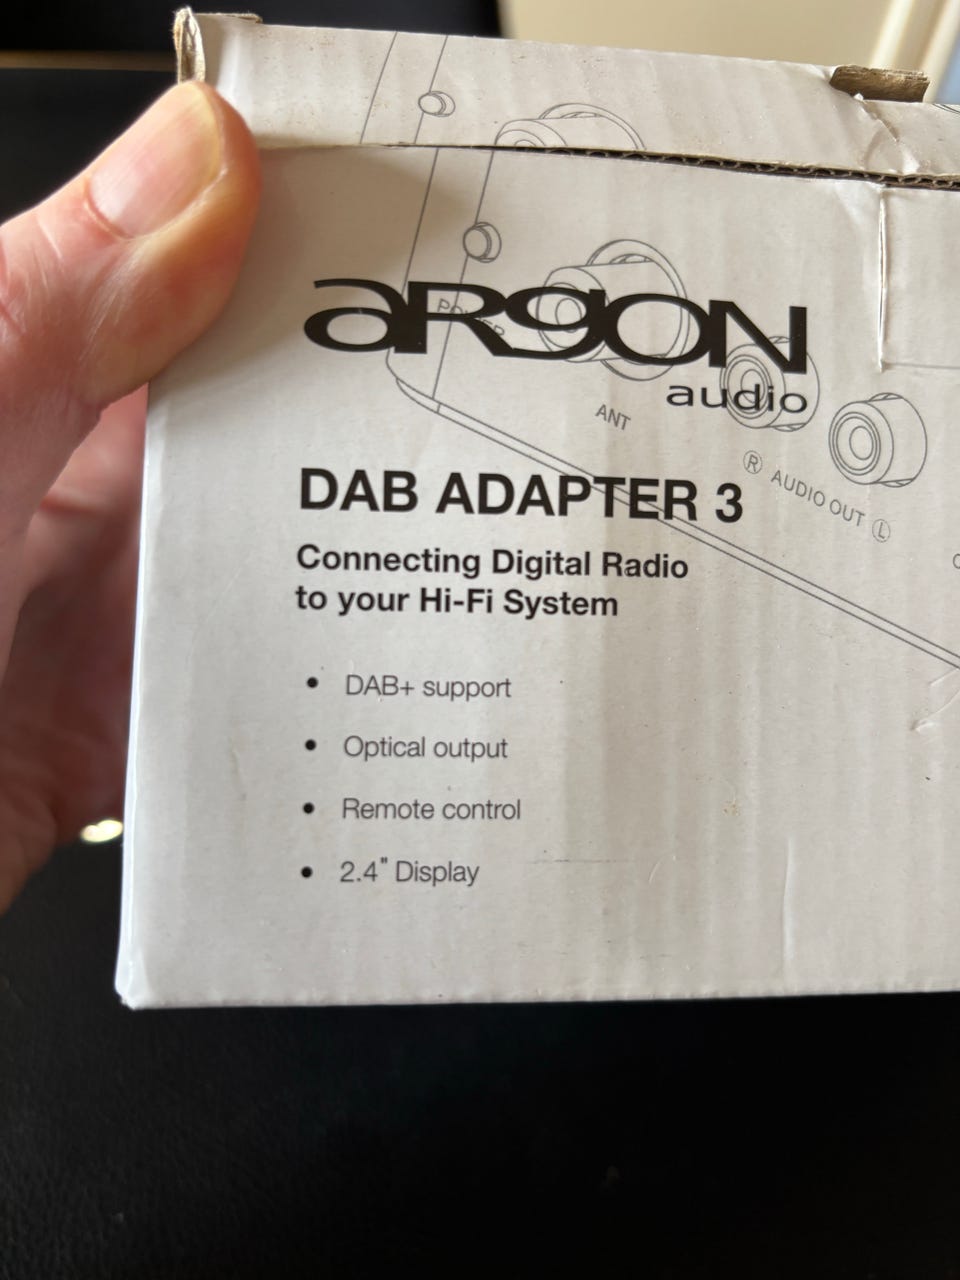 argon
audio
POWER
ANT
R AUDIO OUT L
DAB ADAPTER 3
Connecting Digital Radio
to your Hi-Fi System
• DAB+ support
• Optical output
• Remote control
• 2.4" Display